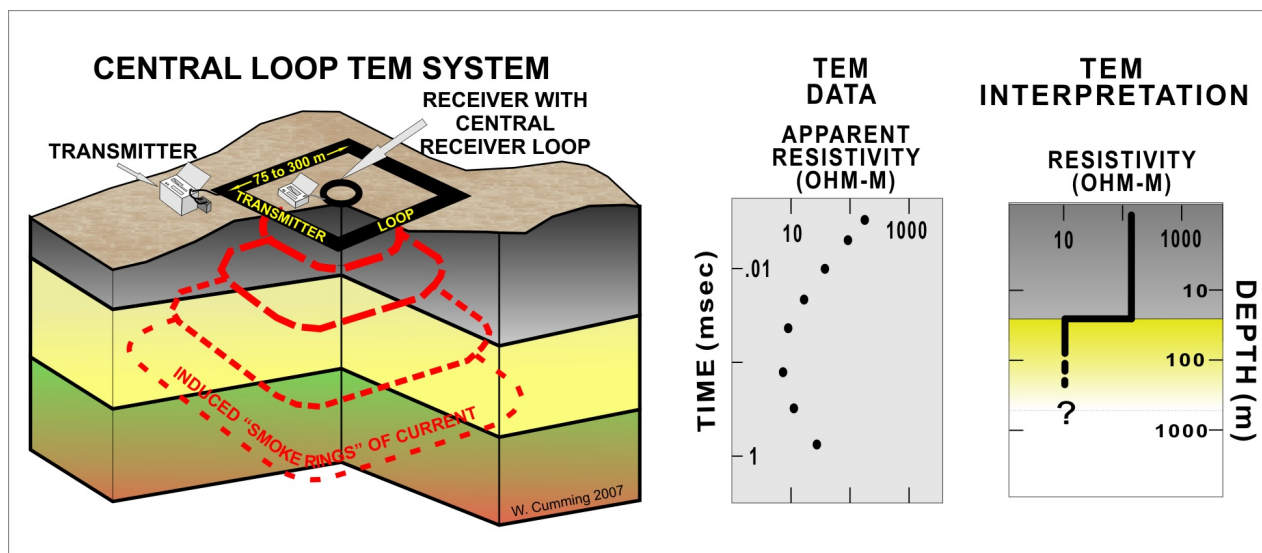 CENTRAL LOOP TEM SYSTEM
RECEIVER WITH
CENTRAL
RECEIVER LOOP
TRANSMITTER
75 to 300 m
TRANSMITTER
LOOP
INDUCED "SMOKE RINGS" OF CURRENT
W. Cumming 2007
TEM
DATA
APPARENT
RESISTIVITY
(OHM-M)
10
1000
TIME (msec)
.01
1
TEM
INTERPRETATION
RESISTIVITY
(OHM-M)
10
1000
DEPTH (m)
10
100
?
1000